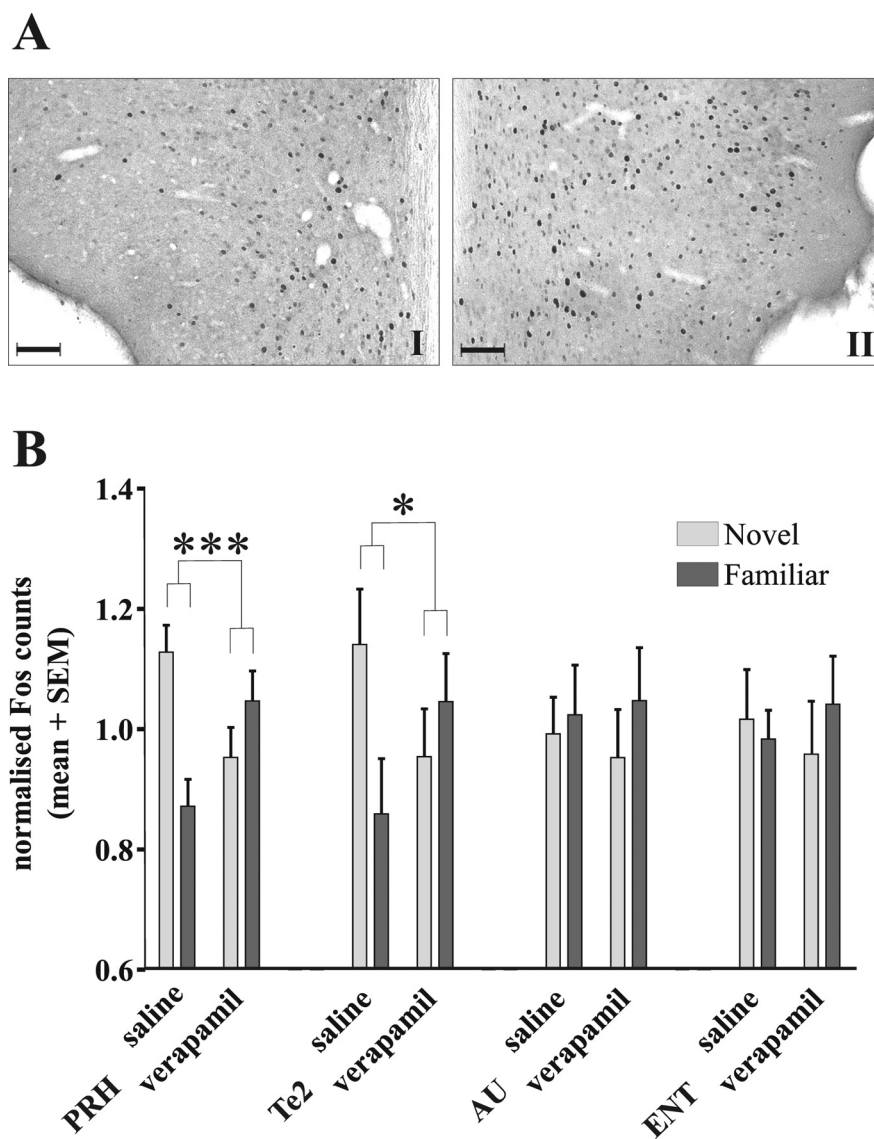 A
I
II
B
normalised Fos counts
(mean + SEM)
1.4
1.2
1.0
0.8
0.6
***
*
Novel
Familiar
saline
verapamil
PRH
saline
verapamil
Te2
saline
verapamil
AU
saline
verapamil
ENT